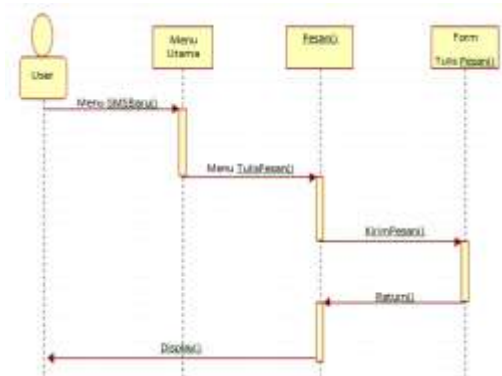 User
Menu
Utama
Pesan()
Form
Tulis Pesan()
Menu SMSBaru()
Menu TulisPesan()
KirimPesan()
Return()
Display()